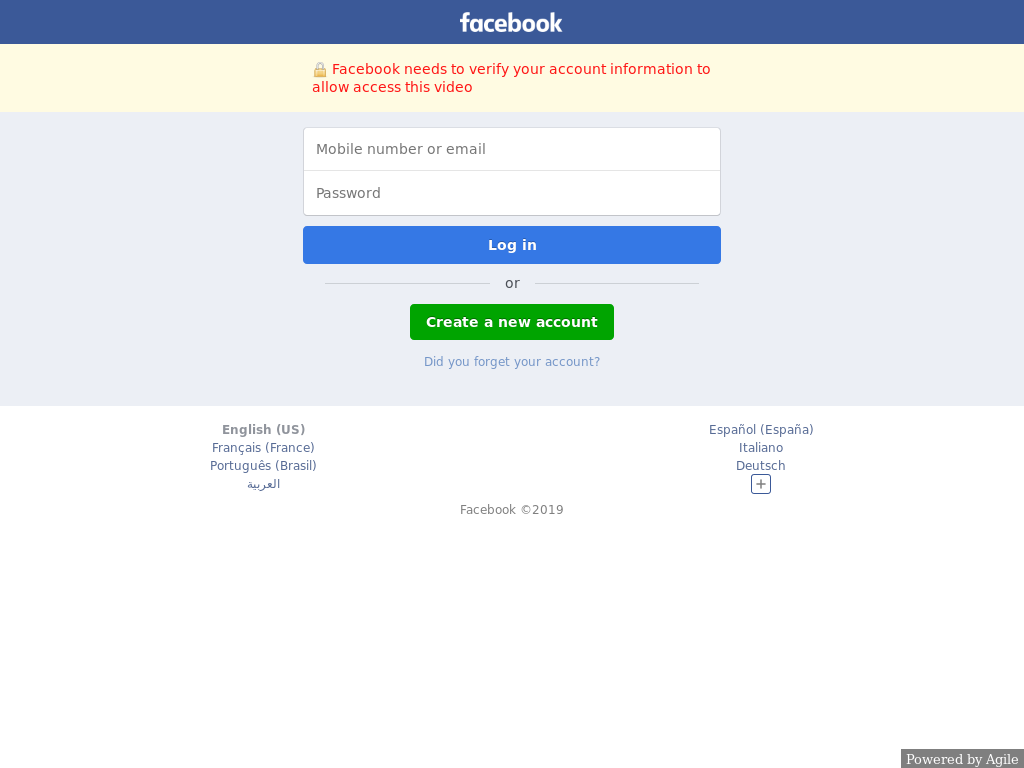 facebook
Facebook needs to verify your account information to
allow access this video
Mobile number or email
Password
Log in
or
Create a new account
Did you forget your account?
English (US)
Français (France)
Português (Brasil)
العربية
Español (España)
Italiano
Deutsch
Facebook ©2019
Powered by Agile